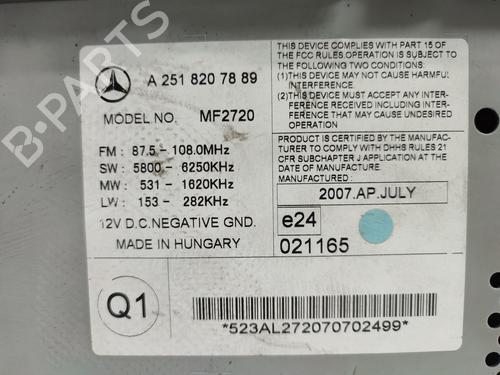 A 251 820 78 89
MODEL NO. MF2720
FM : 87.5 - 108.0MHz
SW : 5800 - 6250KHz
MW : 531 - 1620KHz
LW : 153 - 282KHz
12V D.C.NEGATIVE GND.
MADE IN HUNGARY
THIS DEVICE COMPLIES WITH PART 15 OF
THE FCC RULES OPERATION IS SUBJECT TO
THE FOLLOWING TWO CONDITIONS:
(1)THIS DEVICE MAY NOT CAUSE HARMFUL
INTERFERENCE
(2)THIS DEVICE MUST ACCEPT ANY INTER-
FERENCE RECEIVED INCLUDING INTER-
FERENCE THAT MAY CAUSE UNDESIRED
OPERATION
PRODUCT IS CERTIFIED BY THE MANUFAC-
TURER TO COMPLY WITH DHHS RULES 21
CFR SUBCHAPTER J APPLICATION AT THE
DATE OF MANUFACTURE.
MANUFACTURED :
2007.AP.JULY
e24
021165
Q1
*523AL272070702499*
B-PARTS